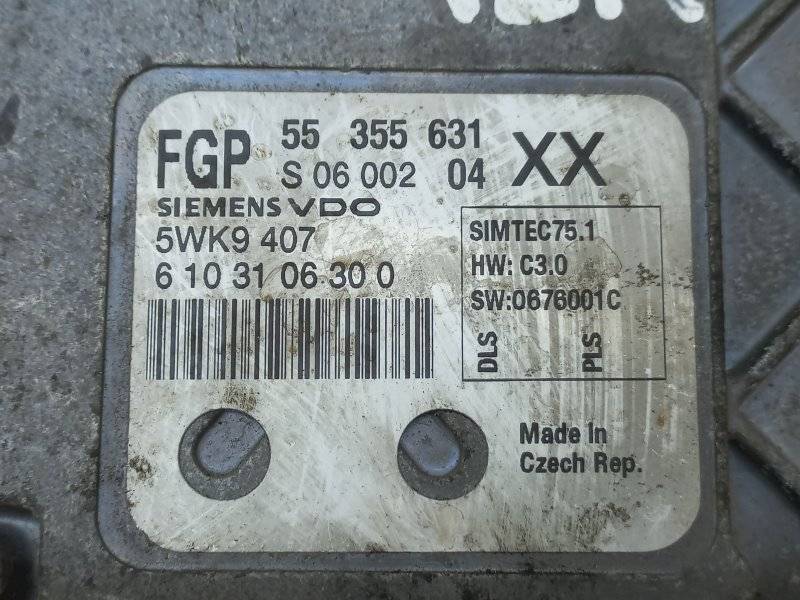 FGP 55 355 631 XX
S 06 002 04
SIEMENS VDO
5WK9 407
6 10 31 06 30 0
SIMTEC75.1
HW: C3.0
SW:0676001C
DLS PLS
Made In
Czech Rep.